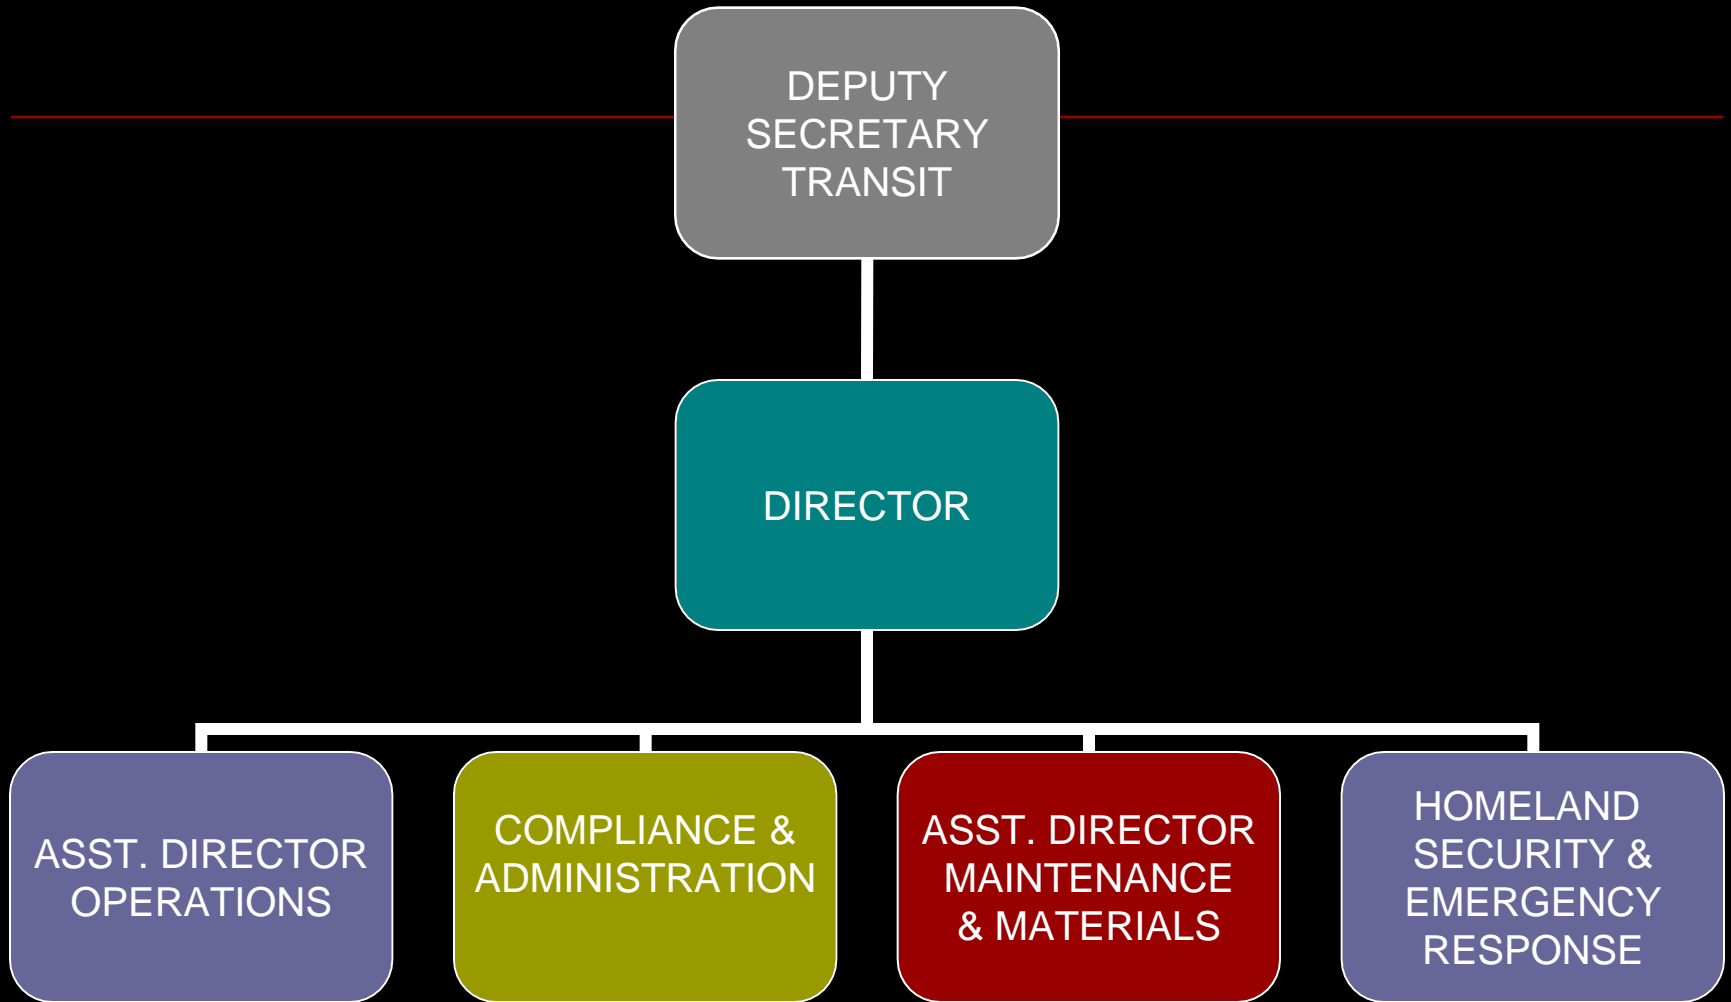 DEPUTY
SECRETARY
TRANSIT
DIRECTOR
ASST. DIRECTOR
OPERATIONS
COMPLIANCE &
ADMINISTRATION
ASST. DIRECTOR
MAINTENANCE
& MATERIALS
HOMELAND
SECURITY &
EMERGENCY
RESPONSE